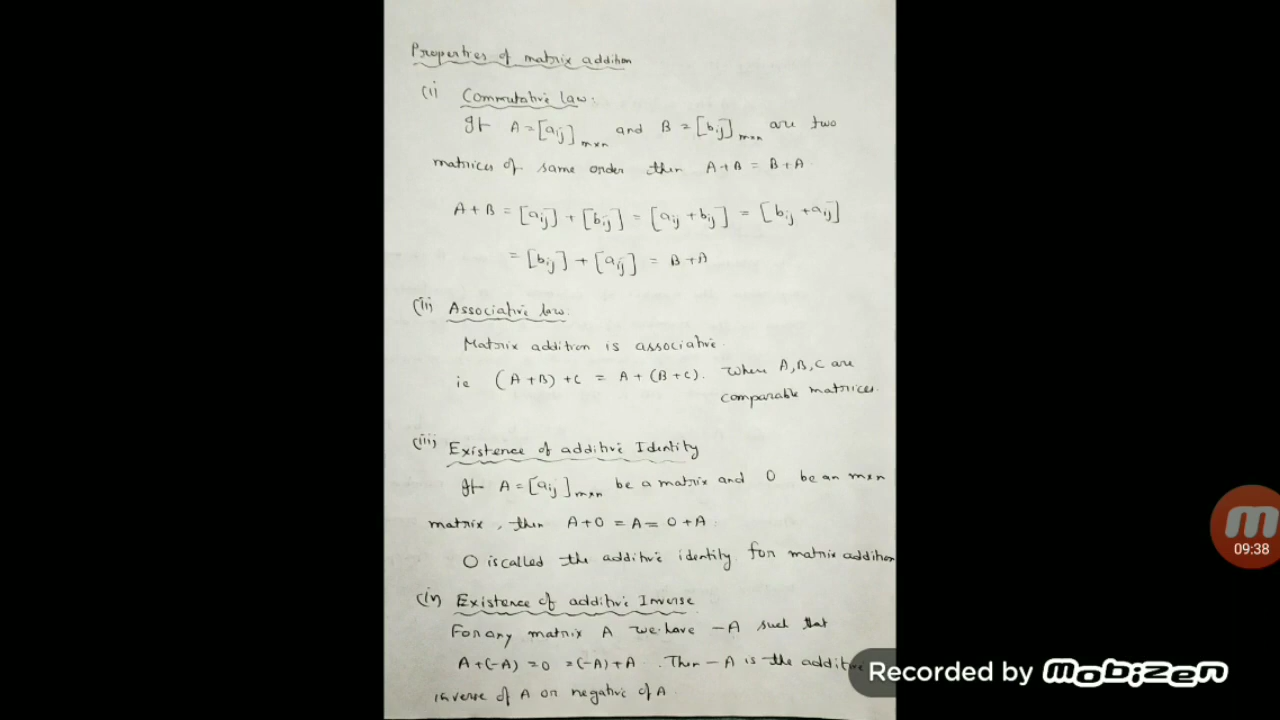 Properties of matrix addition
(i) Commutative law:
If A = [aij]m×n and B = [bij]m×n are two
matrices of same order then A+B = B+A.
A+B = [aij] + [bij] = [aij + bij] = [bij + aij]
= [bij] + [aij] = B+A
(ii) Associative law.
Matrix addition is associative.
ie (A+B)+C = A+(B+C). Where A,B,C are
comparable matrices.
(iii) Existence of additive Identity
If A = [aij]m×n be a matrix and O be an m×n
matrix, then A+O = A = O+A.
O is called the additive identity for matrix addition
(iv) Existence of additive Inverse
For any matrix A we have -A such that
A+(-A) = 0 = (-A)+A. Then -A is the additive
inverse of A or negative of A.
09:38
Recorded by Mobizen